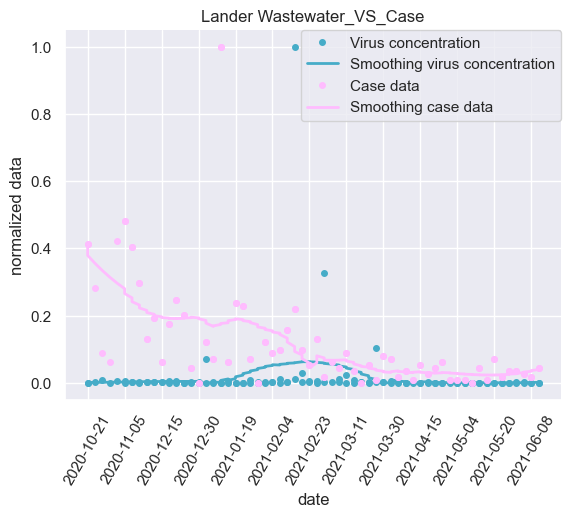 Lander Wastewater_VS_Case
1.0
0.8
0.6
0.4
0.2
0.0
normalized data
Virus concentration
Smoothing virus concentration
Case data
Smoothing case data
2020-10-21
2020-11-05
2020-12-15
2020-12-30
2021-01-19
2021-02-04
2021-02-23
2021-03-11
2021-03-30
2021-04-15
2021-05-04
2021-05-20
2021-06-08
date